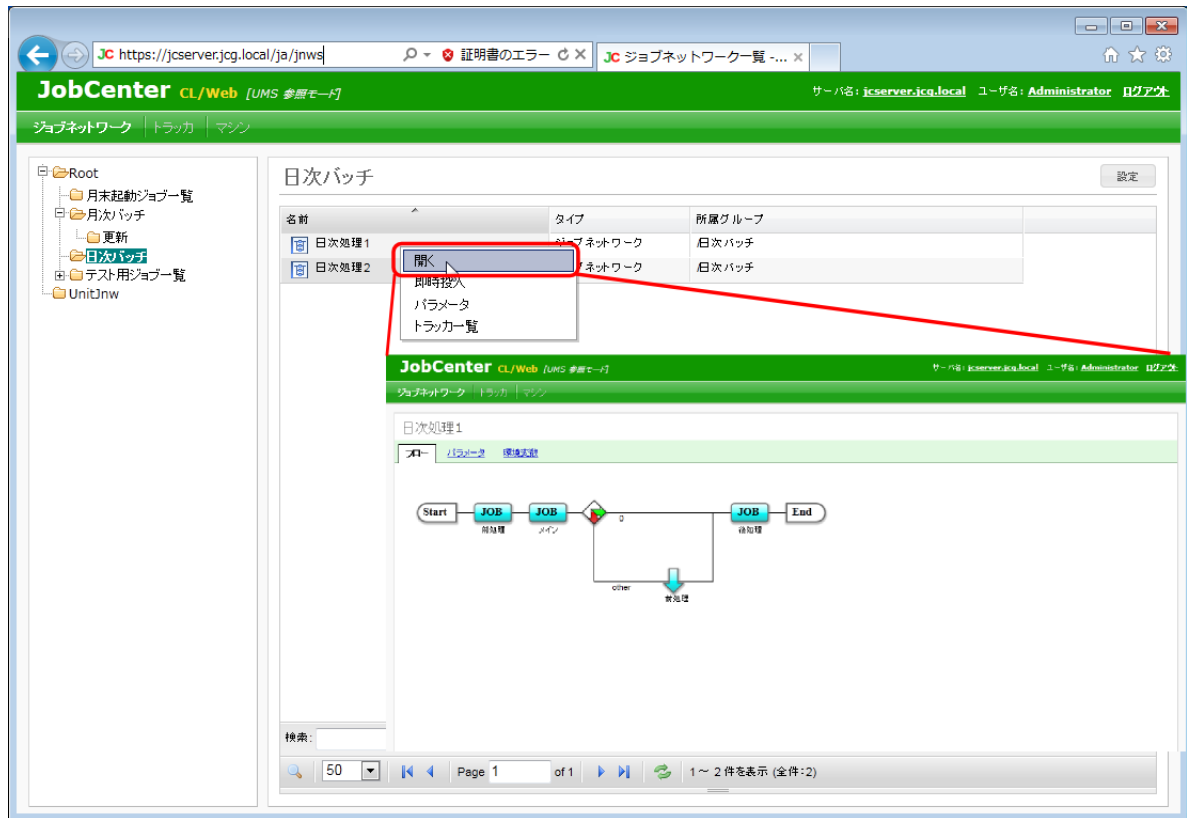 JC https://jcserver.jcg.local/ja/jnws
証明書のエラー
JC ジョブネットワーク一覧 -...
JobCenter CL/Web [UMS 参照モード]
サーバ名: jcserver.jcg.local ユーザ名: Administrator ログアウト
ジョブネットワーク トラッカ マシン
Root
月末起動ジョブ一覧
月次バッチ
更新
日次バッチ
テスト用ジョブ一覧
UnitJnw
日次バッチ
設定
名前 タイプ 所属グループ
日次処理1 ジョブネットワーク /日次バッチ
日次処理2 ジョブネットワーク /日次バッチ
開く
即時投入
パラメータ
トラッカ一覧
JobCenter CL/Web [UMS 参照モード]
サーバ名: jcserver.jcg.local ユーザ名: Administrator ログアウト
ジョブネットワーク トラッカ マシン
日次処理1
フロー パラメータ 環境変数
Start JOB JOB 0 JOB End
前処理 メイン 後処理
other
前処理
検索:
50 Page 1 of 1 1～2件を表示 (全件:2)